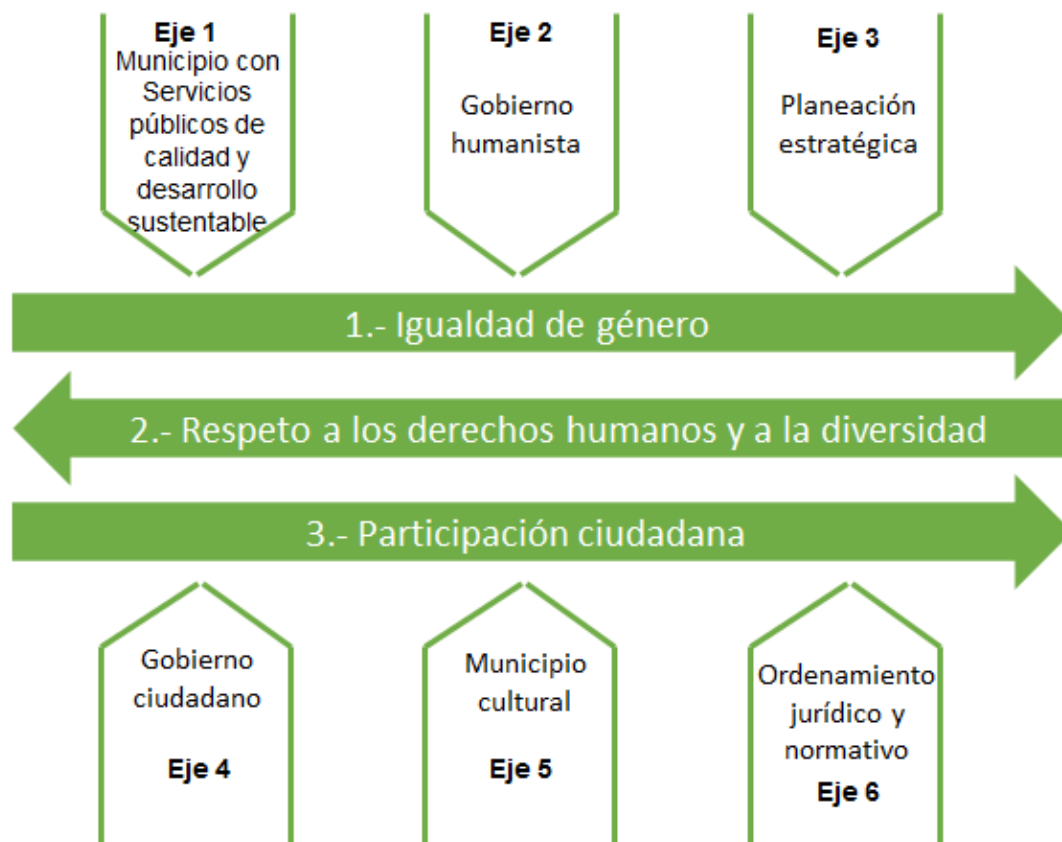 Eje 1
Municipio con
Servicios
públicos de
calidad y
desarrollo
sustentable
Eje 2
Gobierno
humanista
Eje 3
Planeación
estratégica
1.- Igualdad de género
2.- Respeto a los derechos humanos y a la diversidad
3.- Participación ciudadana
Gobierno
ciudadano
Eje 4
Municipio
cultural
Eje 5
Ordenamiento
jurídico y
normativo
Eje 6